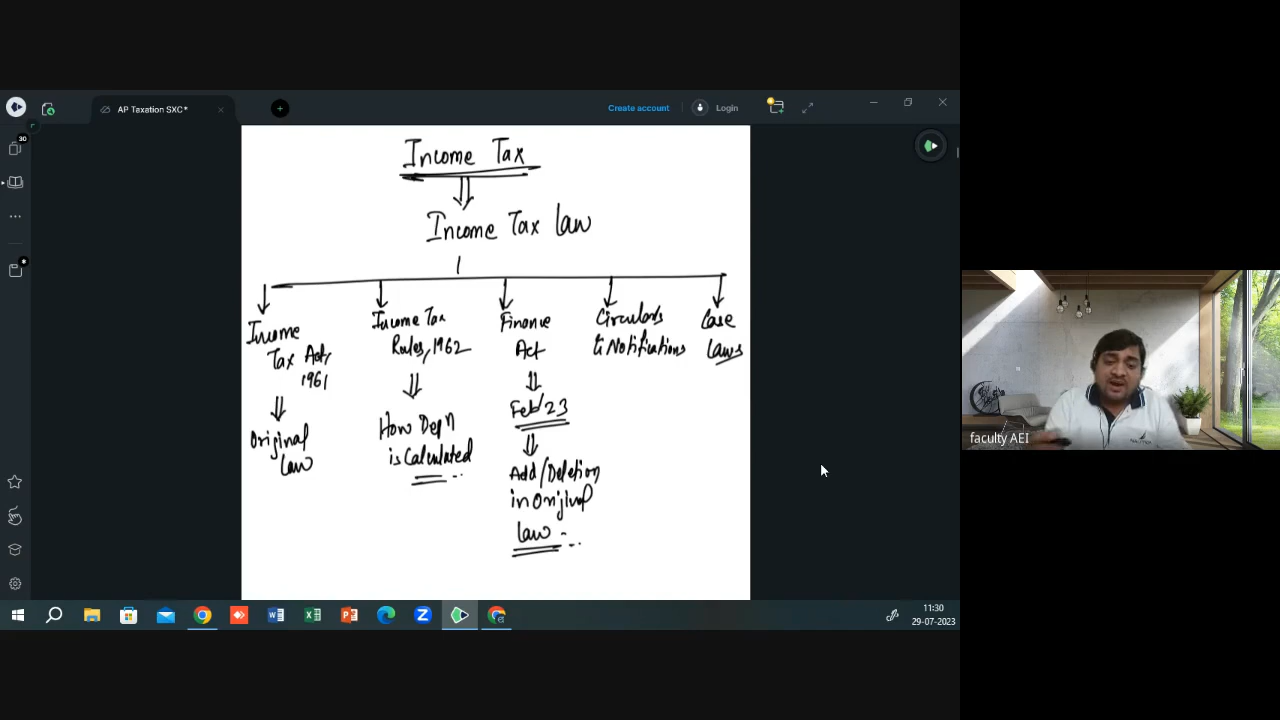 AP Taxation SXC*
Create account
Login
30
Income Tax
Income Tax Law
Income
Tax Act,
1961
Original
Law
Income Tax
Rules, 1962
How Depn
is Calculated
Finance
Act
Feb'23
Add/Deletion
in Original
Law
Circulars
& Notifications
Case
Laws
faculty AEI
11:30
29-07-2023